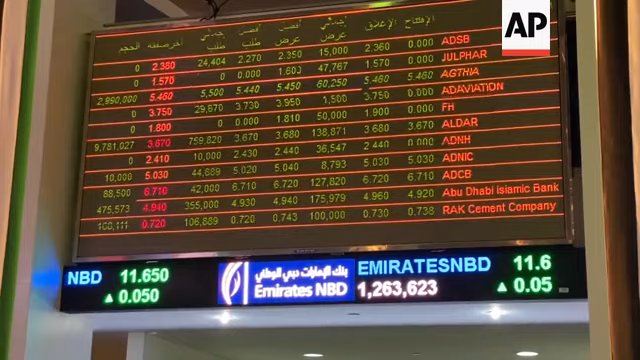 AP
الإفتتاح الإغلاق إجمالي عرض أفضل عرض أفضل طلب إجمالي طلب آخر صفقة الحجم
0 2.380 24,404 2.270 2.350 15,000 2.360 0.000 ADSB
0 1.570 0 0.000 1.600 47,767 1.570 0.000 JULPHAR
2,990,000 5.460 5,500 5.440 5.450 60,250 5.460 5.460 AGTHIA
0 3.750 29,670 3.730 3.950 1,500 3.750 0.000 ADAVIATION
0 1.800 0 0.000 1.810 50,000 1.900 0.000 FH
9,781,027 3.670 759,820 3.670 3.680 138,871 3.680 3.670 ALDAR
0 2.410 10,000 2.430 2.440 36,547 2.440 0.000 ADNH
10,000 5.030 44,889 5.020 5.040 8,793 5.030 5.030 ADNIC
88,500 6.710 42,000 6.710 6.720 127,820 6.720 6.710 ADCB
475,573 4.940 355,000 4.930 4.940 175,979 4.960 4.920 Abu Dhabi islamic Bank
0.720 106,889 0.720 0.743 100,000 0.730 0.738 RAK Cement Company
NBD 11.650
▲ 0.050
بنك الإمارات دبي الوطني
Emirates NBD
EMIRATESNBD 11.6
1,263,623 ▲ 0.05